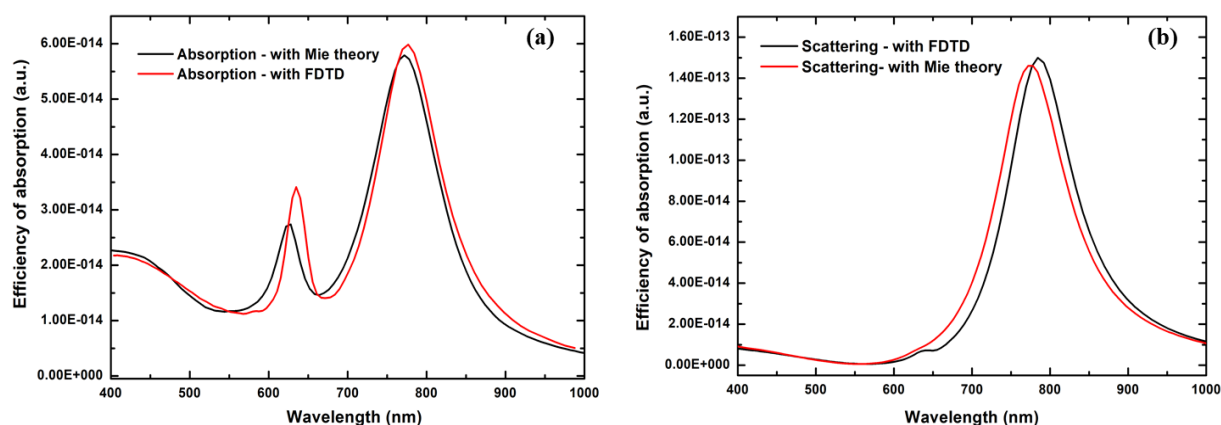 (a)
Absorption - with Mie theory
Absorption - with FDTD
Efficiency of absorption (a.u.)
6.00E-014
5.00E-014
4.00E-014
3.00E-014
2.00E-014
1.00E-014
0.00E+000
400 500 600 700 800 900 1000
Wavelength (nm)
(b)
Scattering - with FDTD
Scattering- with Mie theory
Efficiency of absorption (a.u.)
1.60E-013
1.40E-013
1.20E-013
1.00E-013
8.00E-014
6.00E-014
4.00E-014
2.00E-014
0.00E+000
400 500 600 700 800 900 1000
Wavelength (nm)